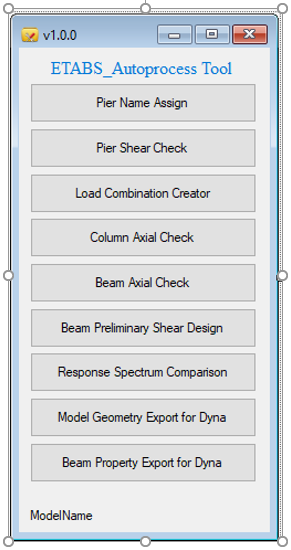 v1.0.0
ETABS_Autoprocess Tool
Pier Name Assign
Pier Shear Check
Load Combination Creator
Column Axial Check
Beam Axial Check
Beam Preliminary Shear Design
Response Spectrum Comparison
Model Geometry Export for Dyna
Beam Property Export for Dyna
ModelName